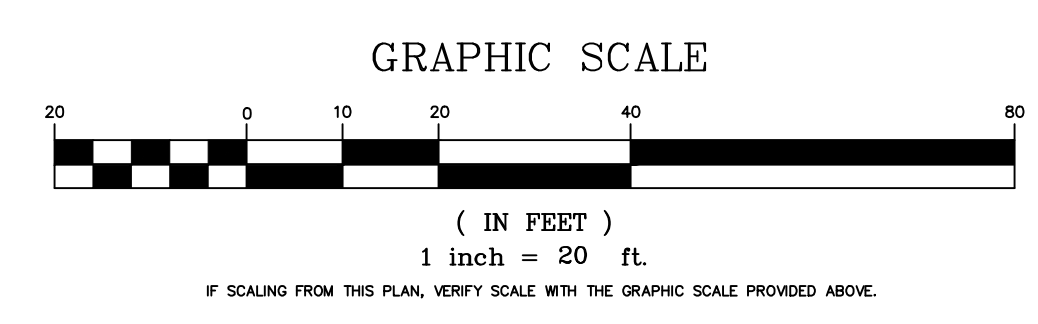 GRAPHIC SCALE
20 0 10 20 40 80
( IN FEET )
1 inch = 20 ft.
IF SCALING FROM THIS PLAN, VERIFY SCALE WITH THE GRAPHIC SCALE PROVIDED ABOVE.